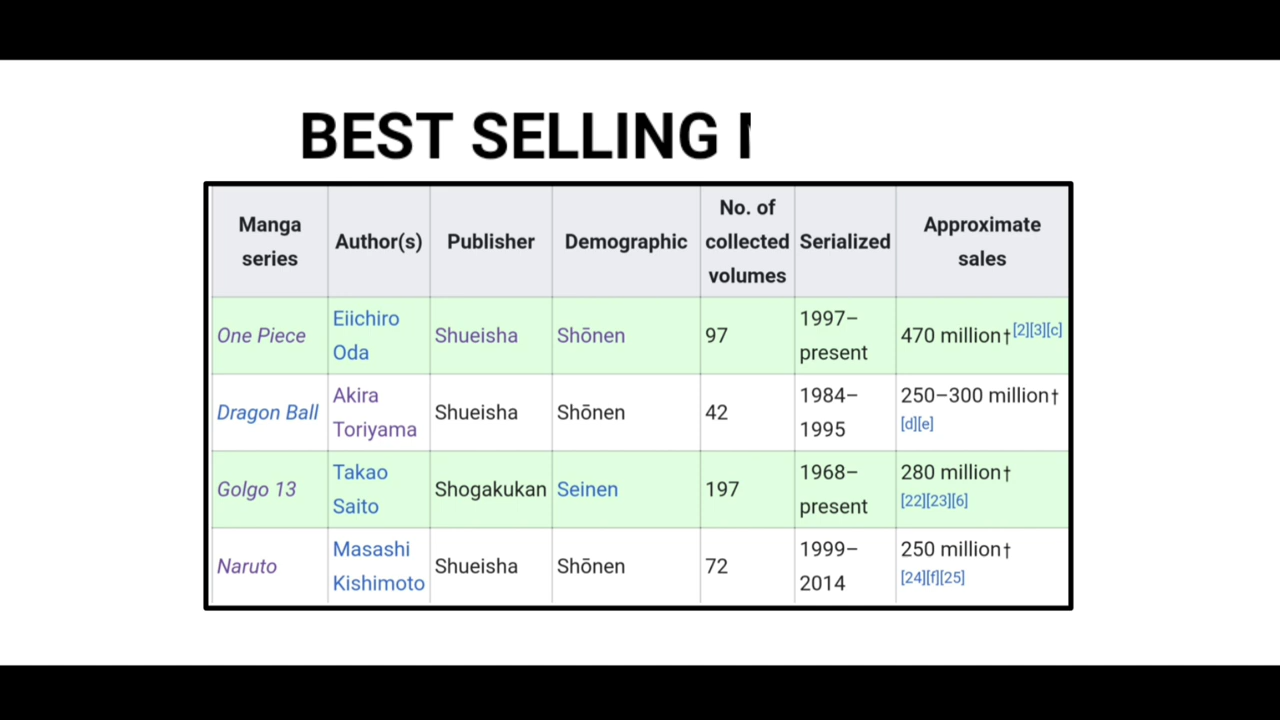 BEST SELLING
Manga series Author(s) Publisher Demographic No. of collected volumes Serialized Approximate sales
One Piece Eiichiro Oda Shueisha Shōnen 97 1997–present 470 million†[2][3][c]
Dragon Ball Akira Toriyama Shueisha Shōnen 42 1984–1995 250–300 million†[d][e]
Golgo 13 Takao Saito Shogakukan Seinen 197 1968–present 280 million†[22][23][6]
Naruto Masashi Kishimoto Shueisha Shōnen 72 1999–2014 250 million†[24][f][25]